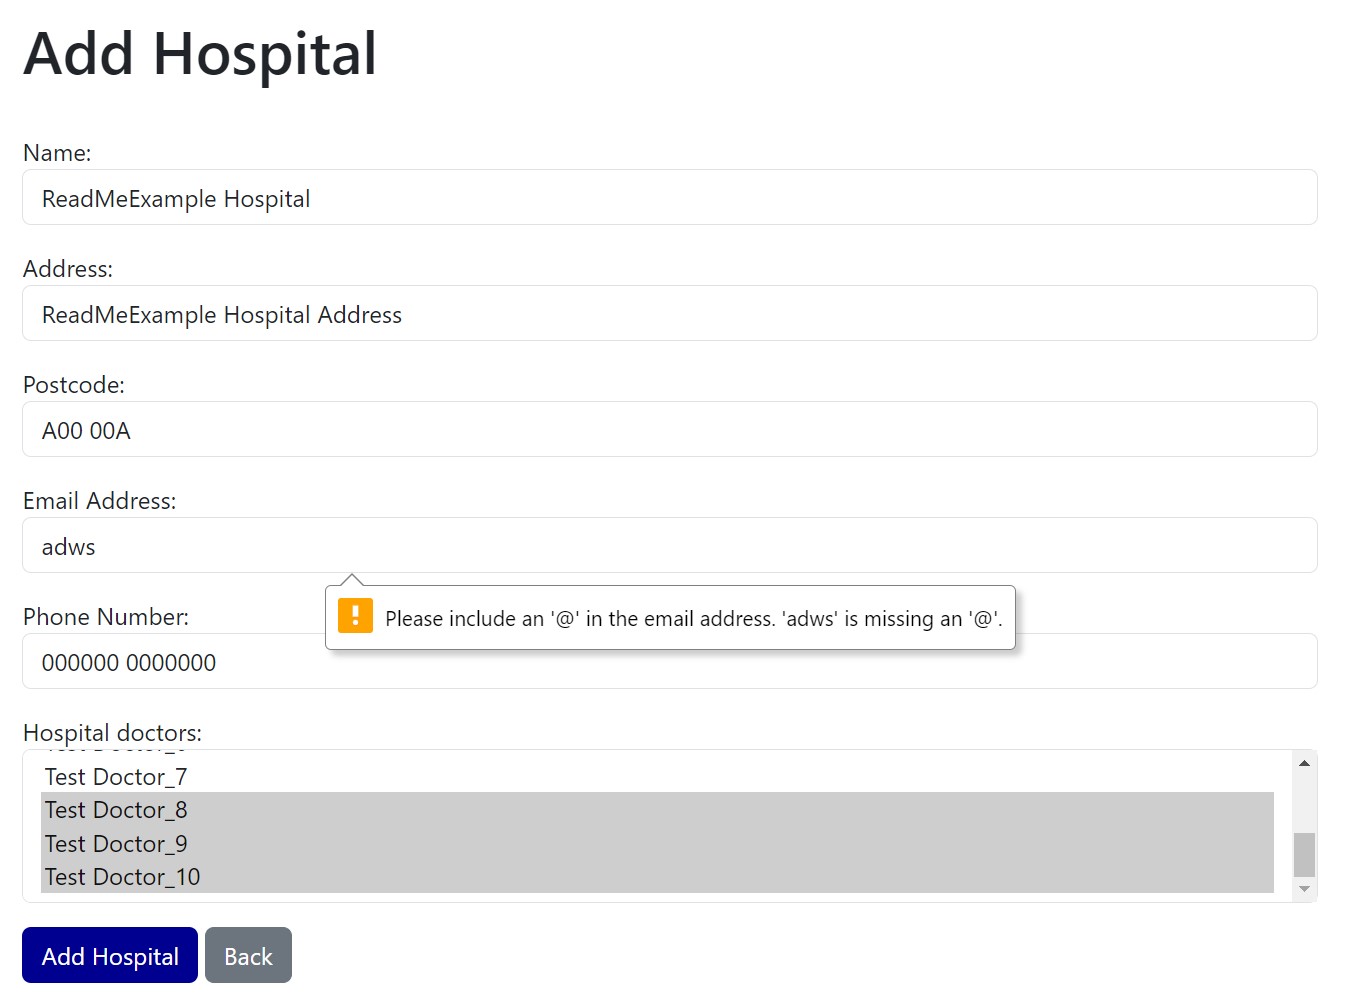 Add Hospital
Name:
ReadMeExample Hospital
Address:
ReadMeExample Hospital Address
Postcode:
A00 00A
Email Address:
adws
Please include an '@' in the email address. 'adws' is missing an '@'.
Phone Number:
000000 0000000
Hospital doctors:
Test Doctor_7
Test Doctor_8
Test Doctor_9
Test Doctor_10
Add Hospital Back